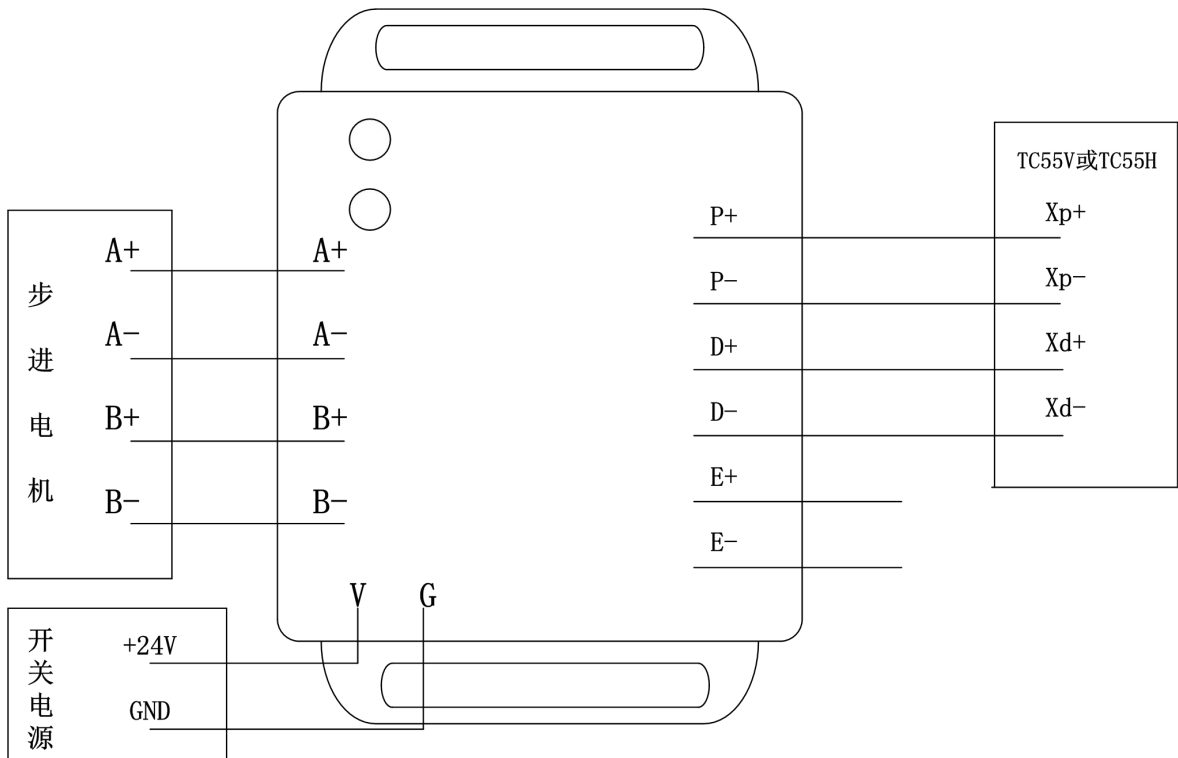 TC55V或TC55H
Xp+
Xp-
Xd+
Xd-
P+
P-
D+
D-
E+
E-
A+
A-
B+
B-
V
G
步进电机
A+
A-
B+
B-
开关电源
+24V
GND